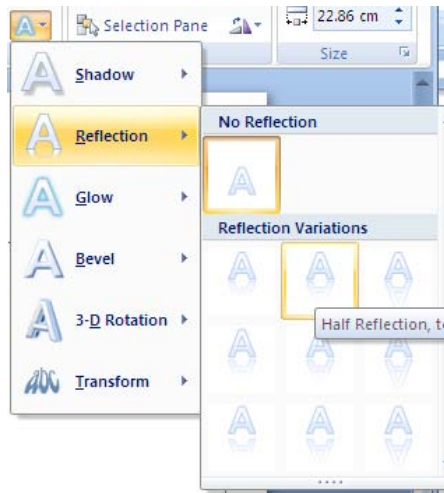 Selection Pane
22.86 cm
Size
Shadow
Reflection
Glow
Bevel
3-D Rotation
Transform
No Reflection
Reflection Variations
Half Reflection, t